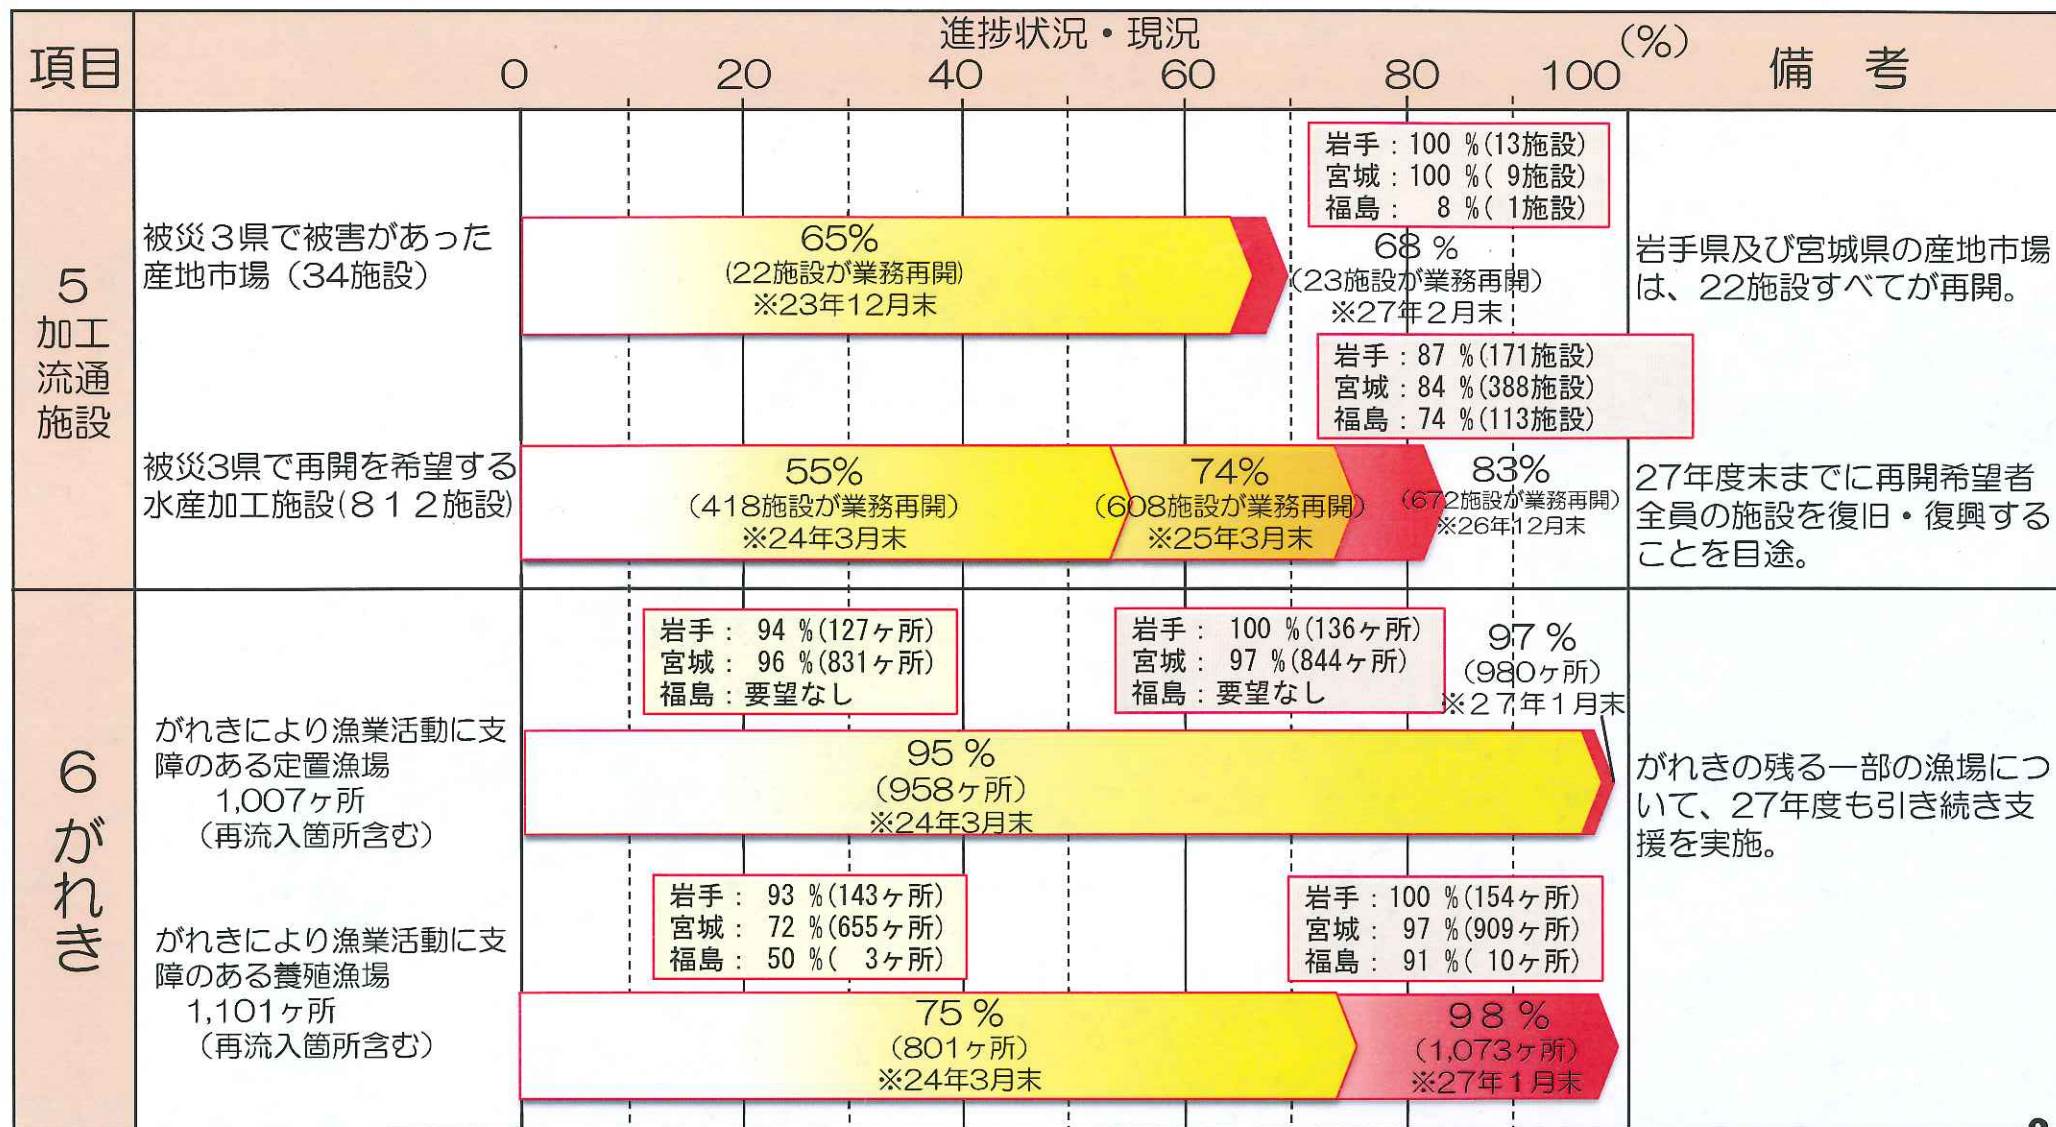 項目
進捗状況・現況
(%)
0 20 40 60 80 100
備 考
5
加工
流通
施設
被災３県で被害があった
産地市場（34施設）
65%
(22施設が業務再開)
※23年12月末
岩手：100 %(13施設)
宮城：100 %( 9施設)
福島： 8 %( 1施設)
68 %
(23施設が業務再開)
※27年2月末
岩手県及び宮城県の産地市場
は、22施設すべてが再開。
被災3県で再開を希望する
水産加工施設(８１２施設)
55%
(418施設が業務再開)
※24年3月末
74%
(608施設が業務再開)
※25年3月末
岩手：87 %(171施設)
宮城：84 %(388施設)
福島：74 %(113施設)
83%
(672施設が業務再開)
※26年12月末
27年度末までに再開希望者
全員の施設を復旧・復興する
ことを目途。
6
がれき
がれきにより漁業活動に支
障のある定置漁場
1,007ヶ所
（再流入箇所含む）
岩手： 94 %(127ヶ所)
宮城： 96 %(831ヶ所)
福島：要望なし
95 %
(958ヶ所)
※24年3月末
岩手： 100 %(136ヶ所)
宮城： 97 %(844ヶ所)
福島：要望なし
97 %
(980ヶ所)
※２７年１月末
がれきの残る一部の漁場につ
いて、27年度も引き続き支
援を実施。
がれきにより漁業活動に支
障のある養殖漁場
1,101ヶ所
（再流入箇所含む）
岩手： 93 %(143ヶ所)
宮城： 72 %(655ヶ所)
福島： 50 %( 3ヶ所)
75 %
(801ヶ所)
※24年3月末
岩手：100 %(154ヶ所)
宮城： 97 %(909ヶ所)
福島： 91 %( 10ヶ所)
98 %
(1,073ヶ所)
※27年１月末